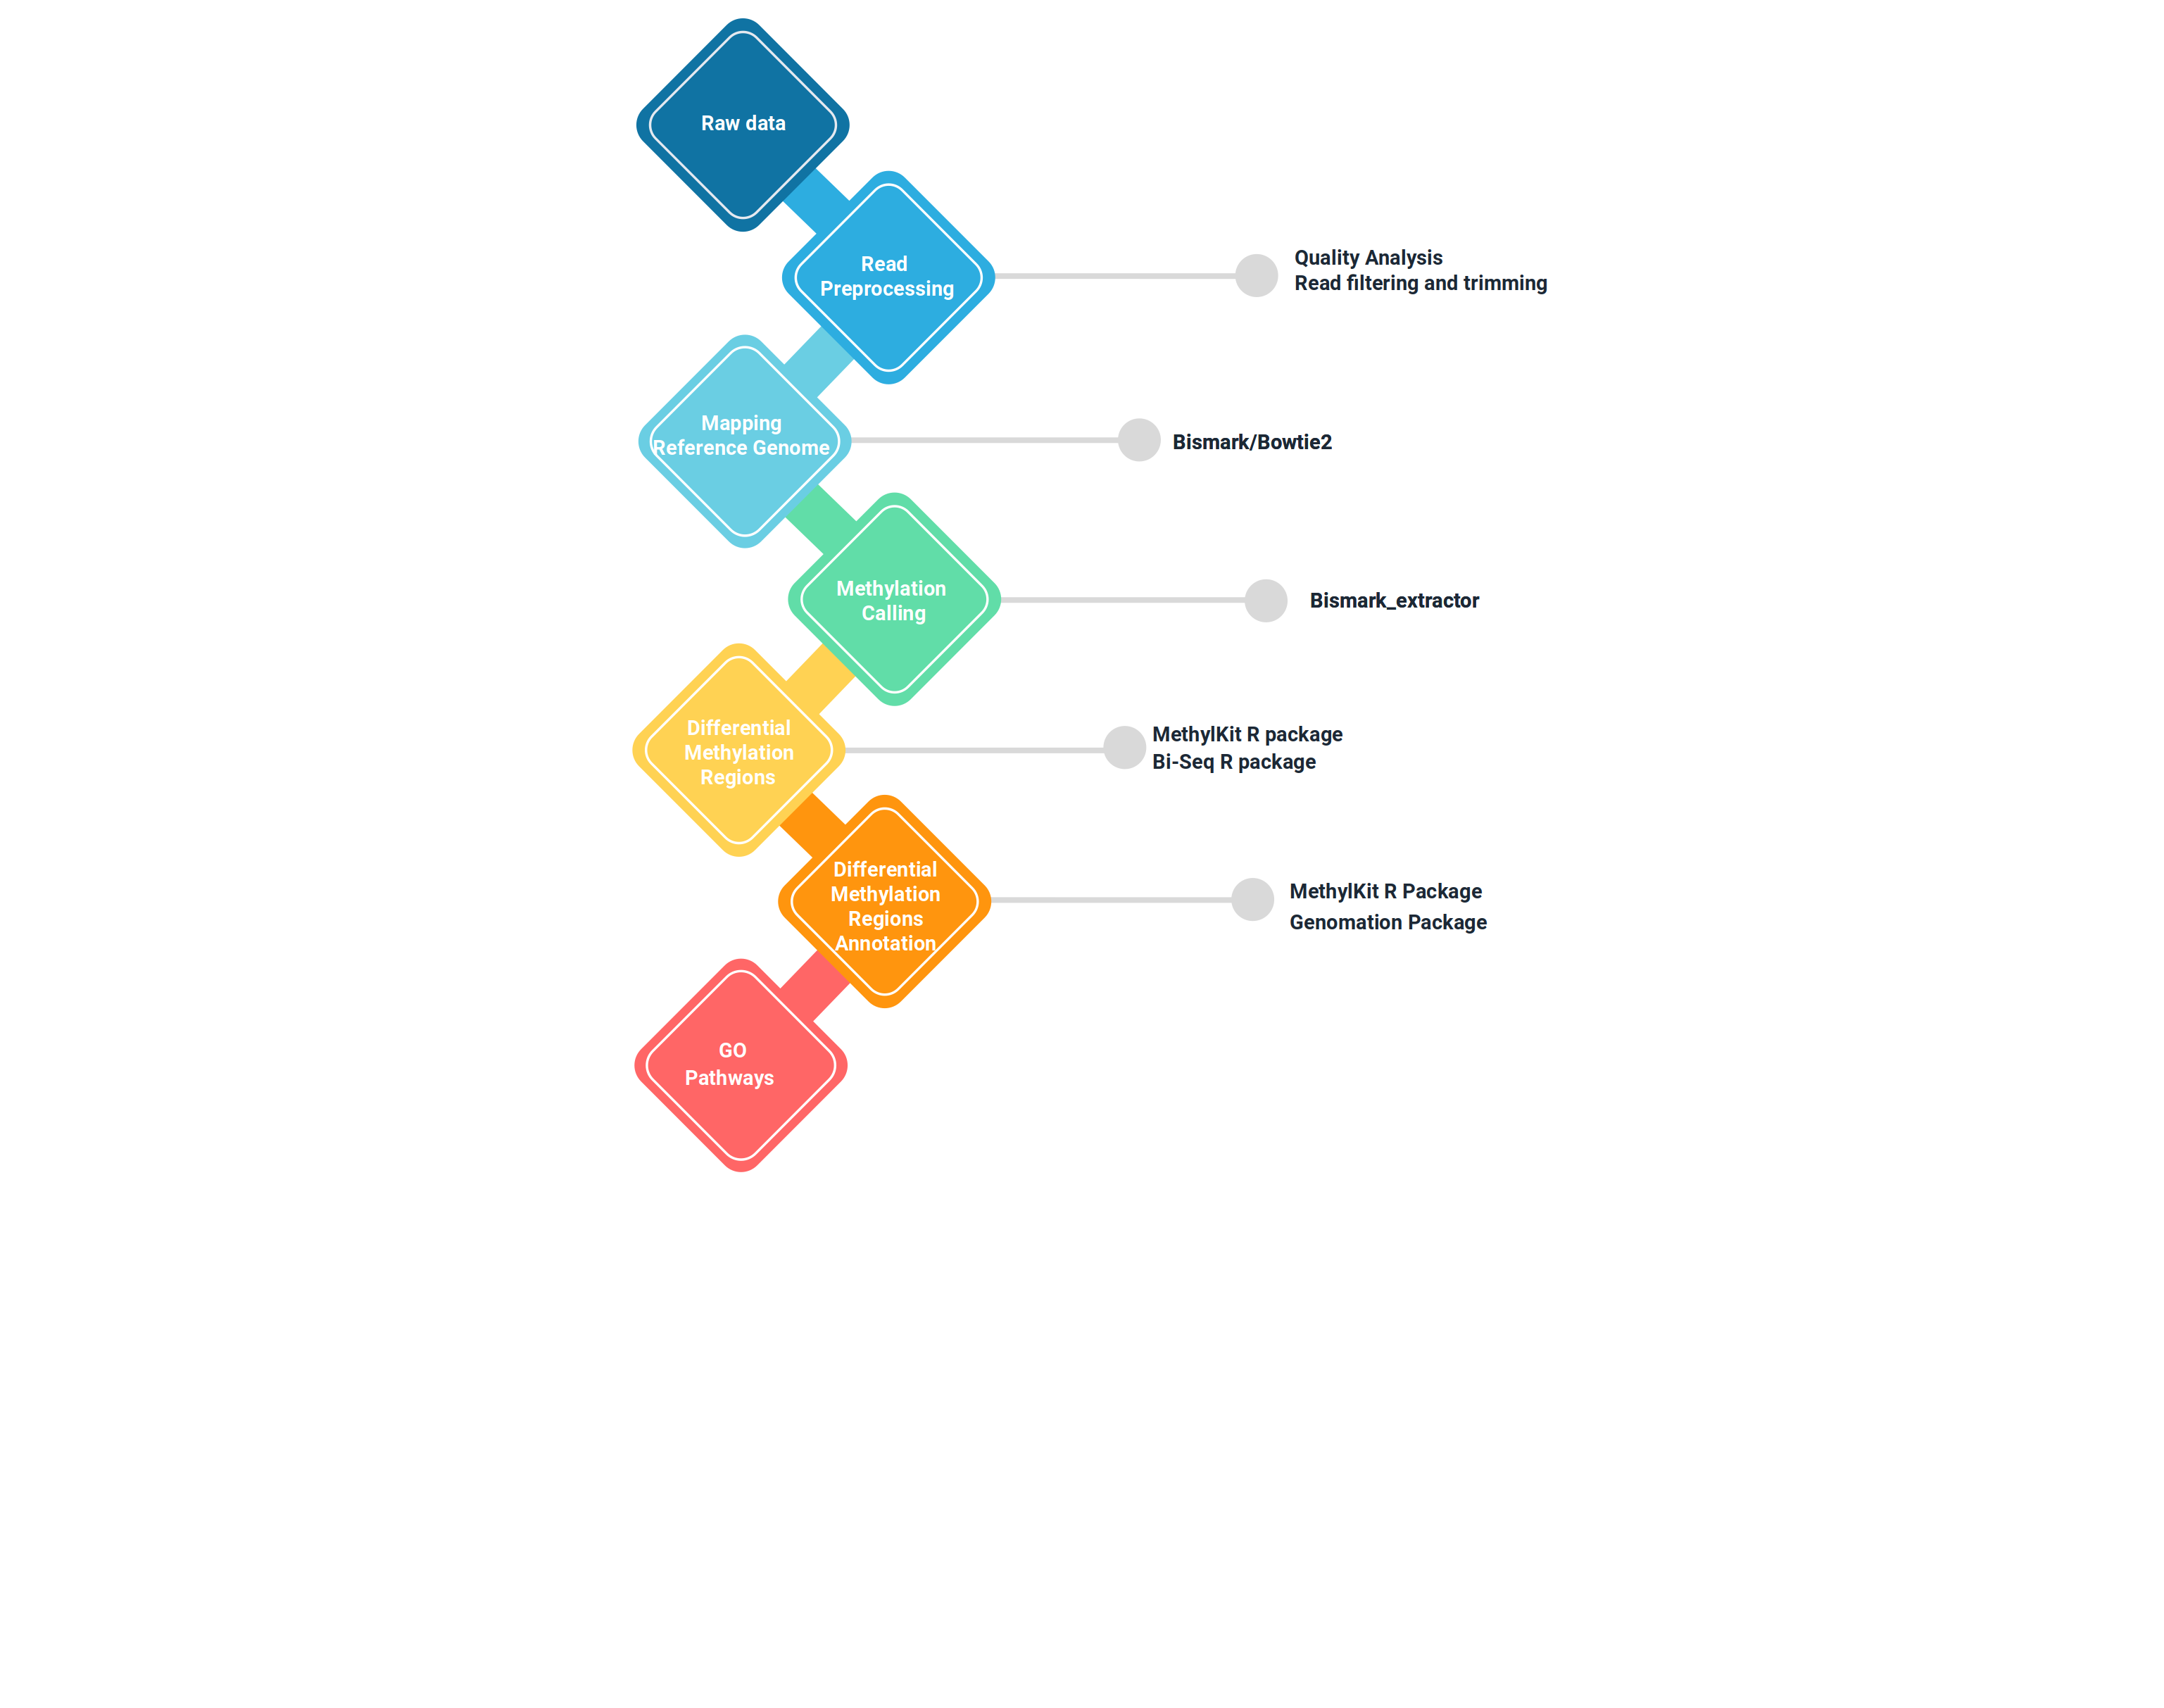 Raw data
Read
Preprocessing
Quality Analysis
Read filtering and trimming
Mapping
Reference Genome
Bismark/Bowtie2
Methylation
Calling
Bismark_extractor
Differential
Methylation
Regions
MethylKit R package
Bi-Seq R package
Differential
Methylation
Regions
Annotation
MethylKit R Package
Genomation Package
GO
Pathways